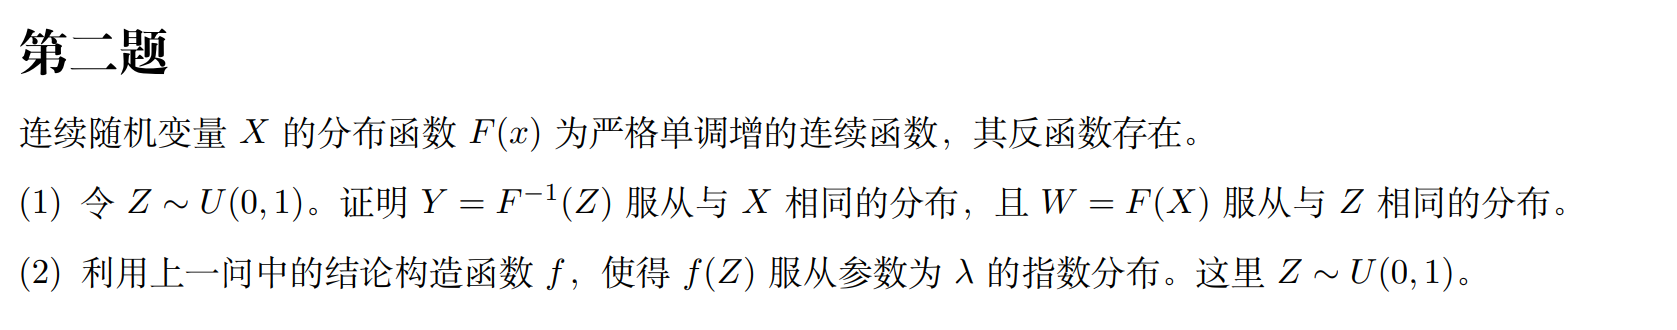 第二题
连续随机变量 X 的分布函数 F(x) 为严格单调增的连续函数，其反函数存在。
(1) 令 Z ∼ U(0, 1)。证明 Y = F⁻¹(Z) 服从与 X 相同的分布，且 W = F(X) 服从与 Z 相同的分布。
(2) 利用上一问中的结论构造函数 f，使得 f(Z) 服从参数为 λ 的指数分布。这里 Z ∼ U(0, 1)。